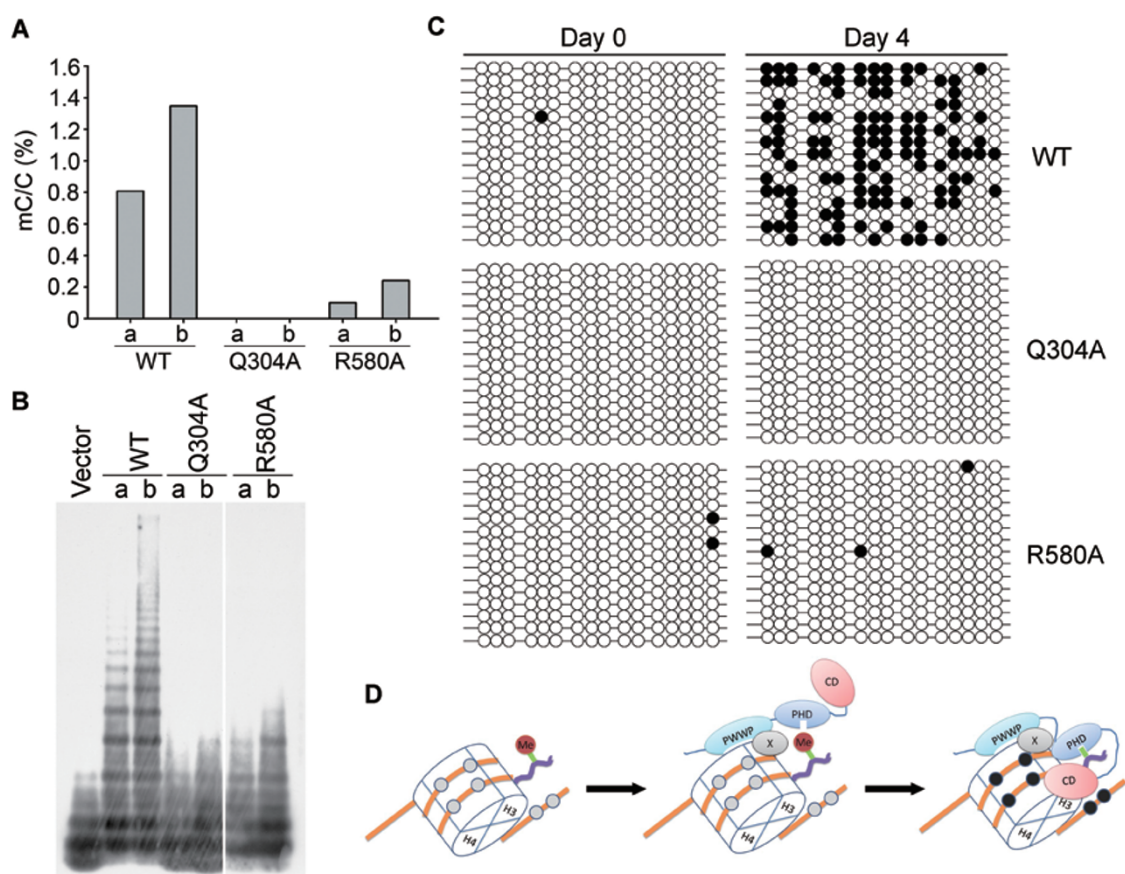 A
mC/C (%)
1.6
1.4
1.2
1.0
0.8
0.6
0.4
0.2
0
a b a b a b
WT Q304A R580A
B
Vector WT Q304A R580A
a b a b a b
C
Day 0 Day 4
WT
Q304A
R580A
D
Me
H3
H4
CD
PHD
PWWP
X
Me
H3
H4
PWWP
X
PHD
CD
H3
H4